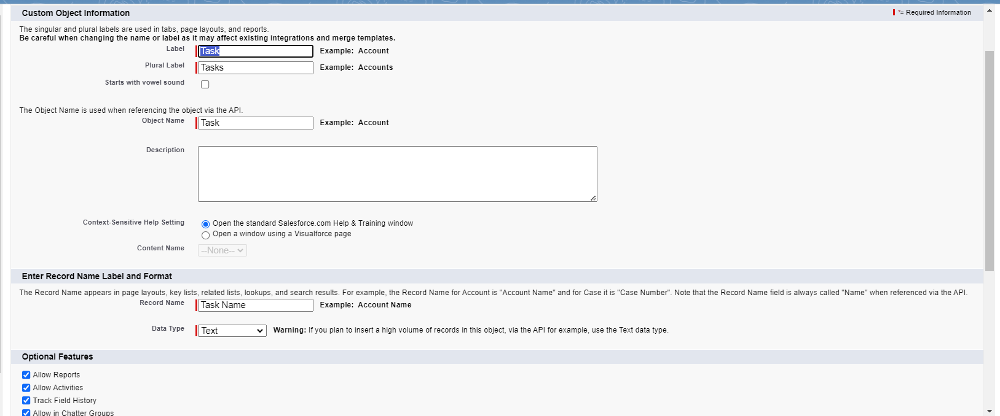 Custom Object Information
*= Required Information
The singular and plural labels are used in tabs, page layouts, and reports.
Be careful when changing the name or label as it may affect existing integrations and merge templates.
Label Task Example: Account
Plural Label Tasks Example: Accounts
Starts with vowel sound
The Object Name is used when referencing the object via the API.
Object Name Task Example: Account
Description
Context-Sensitive Help Setting Open the standard Salesforce.com Help & Training window
Open a window using a Visualforce page
Content Name --None--
Enter Record Name Label and Format
The Record Name appears in page layouts, key lists, related lists, lookups, and search results. For example, the Record Name for Account is "Account Name" and for Case it is "Case Number". Note that the Record Name field is always called "Name" when referenced via the API.
Record Name Task Name Example: Account Name
Data Type Text Warning: If you plan to insert a high volume of records in this object, via the API for example, use the Text data type.
Optional Features
Allow Reports
Allow Activities
Track Field History
Allow in Chatter Groups